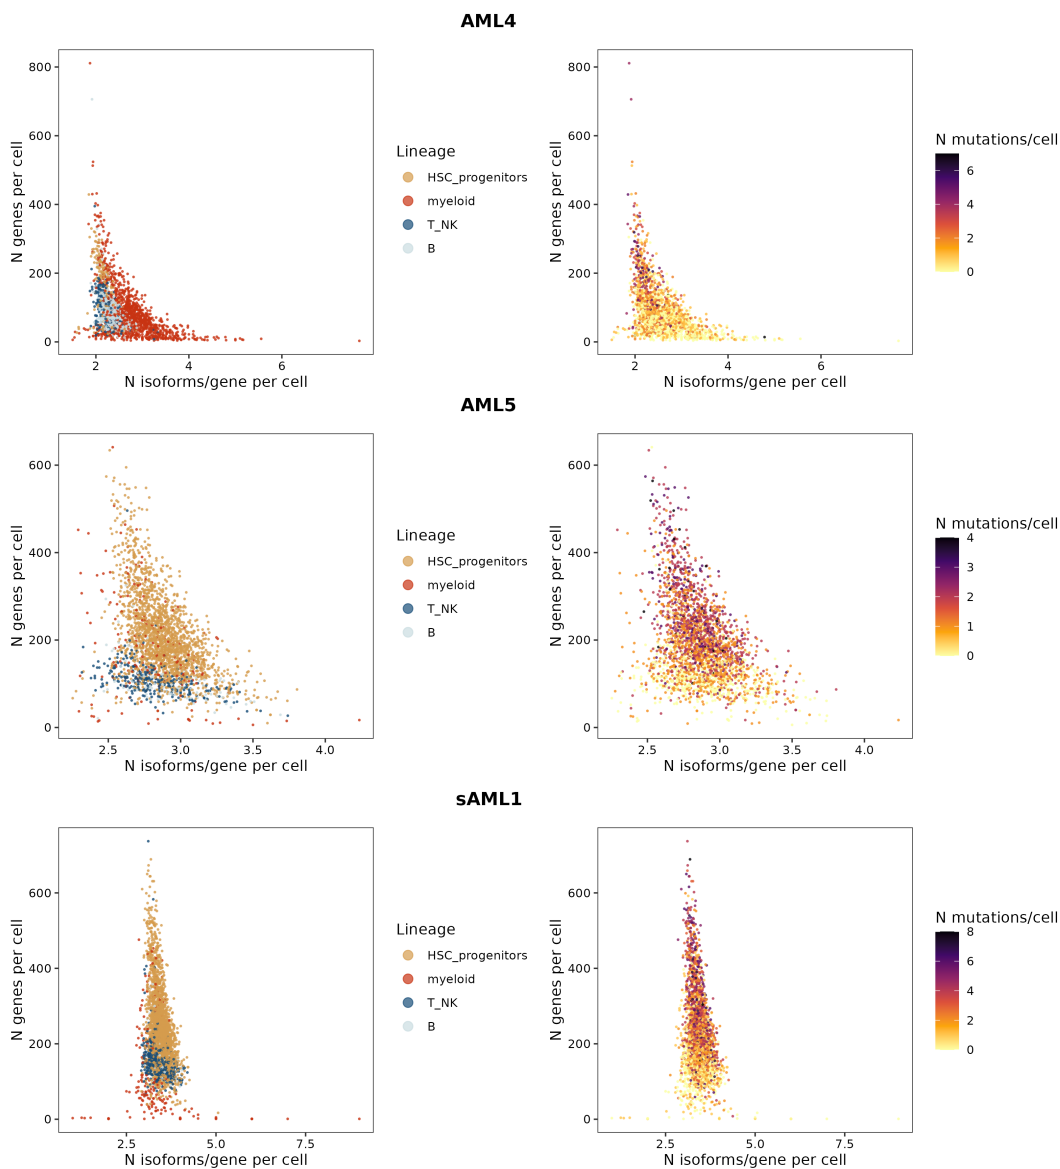 AML4
N genes per cell
800
600
400
200
0
2
4
6
N isoforms/gene per cell
Lineage
HSC_progenitors
myeloid
T_NK
B
N genes per cell
800
600
400
200
0
2
4
6
N isoforms/gene per cell
N mutations/cell
6
4
2
0
AML5
N genes per cell
600
400
200
0
2.5
3.0
3.5
4.0
N isoforms/gene per cell
Lineage
HSC_progenitors
myeloid
T_NK
B
N genes per cell
600
400
200
0
2.5
3.0
3.5
4.0
N isoforms/gene per cell
N mutations/cell
4
3
2
1
0
sAML1
N genes per cell
600
400
200
0
2.5
5.0
7.5
N isoforms/gene per cell
Lineage
HSC_progenitors
myeloid
T_NK
B
N genes per cell
600
400
200
0
2.5
5.0
7.5
N isoforms/gene per cell
N mutations/cell
8
6
4
2
0